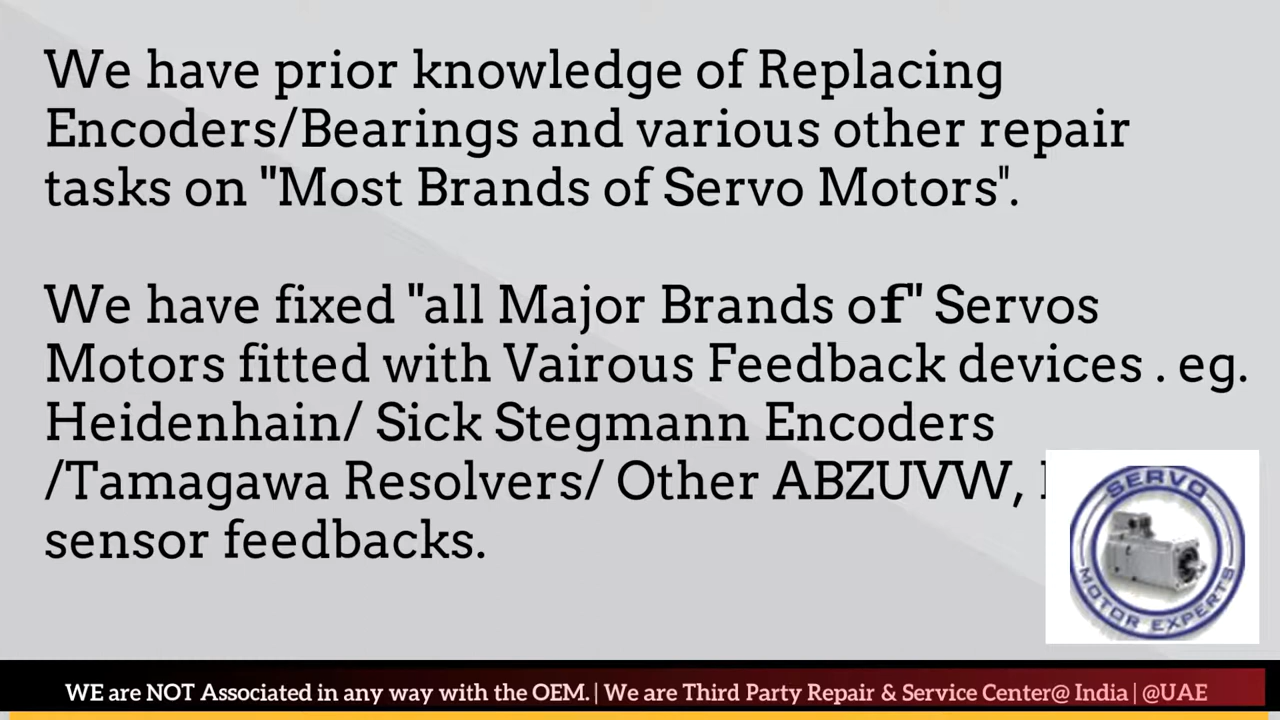 We have prior knowledge of Replacing
Encoders/Bearings and various other repair
tasks on "Most Brands of Servo Motors".
We have fixed "all Major Brands of" Servos
Motors fitted with Vairous Feedback devices . eg.
Heidenhain/ Sick Stegmann Encoders
/Tamagawa Resolvers/ Other ABZUVW,
sensor feedbacks.
SERVO
MOTOR EXPERTS
WE are NOT Associated in any way with the OEM. | We are Third Party Repair & Service Center@ India | @UAE